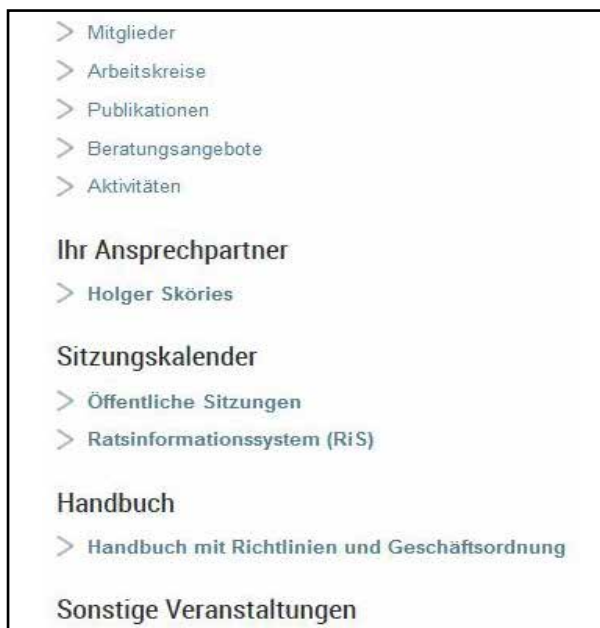 Mitglieder
Arbeitskreise
Publikationen
Beratungsangebote
Aktivitäten
Ihr Ansprechpartner
Holger Sköries
Sitzungskalender
Öffentliche Sitzungen
Ratsinformationssystem (RiS)
Handbuch
Handbuch mit Richtlinien und Geschäftsordnung
Sonstige Veranstaltungen